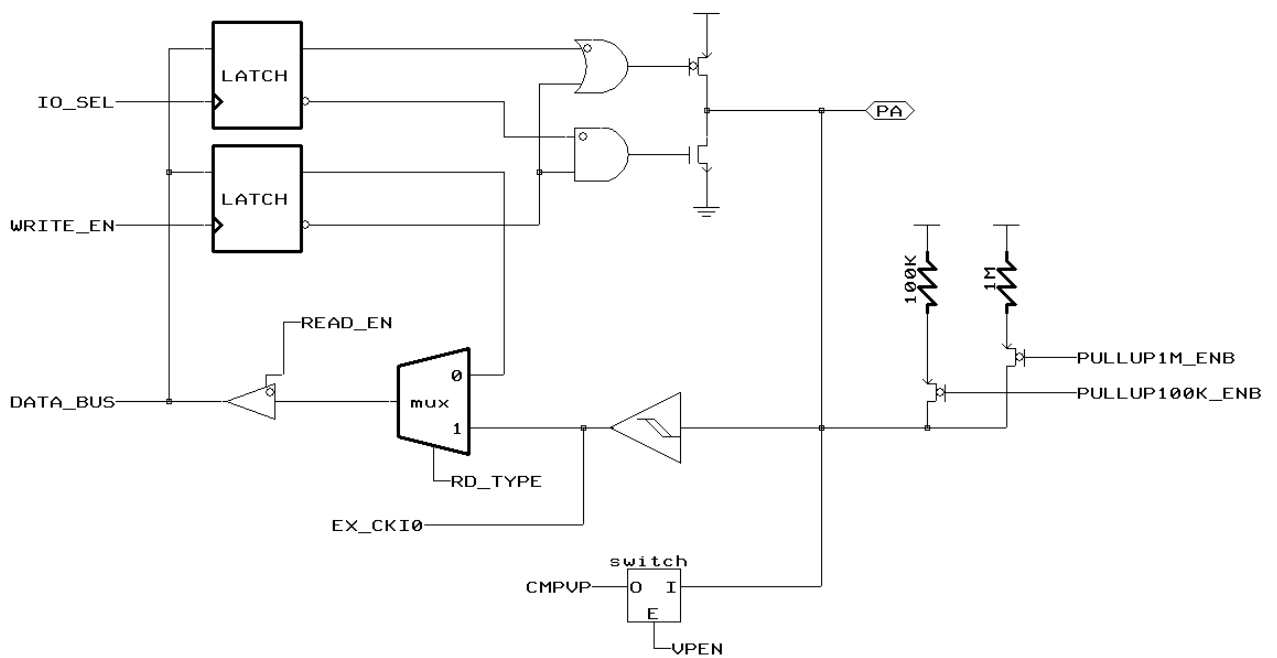 LATCH
IO_SEL
PA
LATCH
WRITE_EN
100K
1M
READ_EN
PULLUP1M_ENB
0
PULLUP100K_ENB
DATA_BUS
mux
1
RD_TYPE
EX_CKI0
switch
CMPVP
O I
E
VPEN